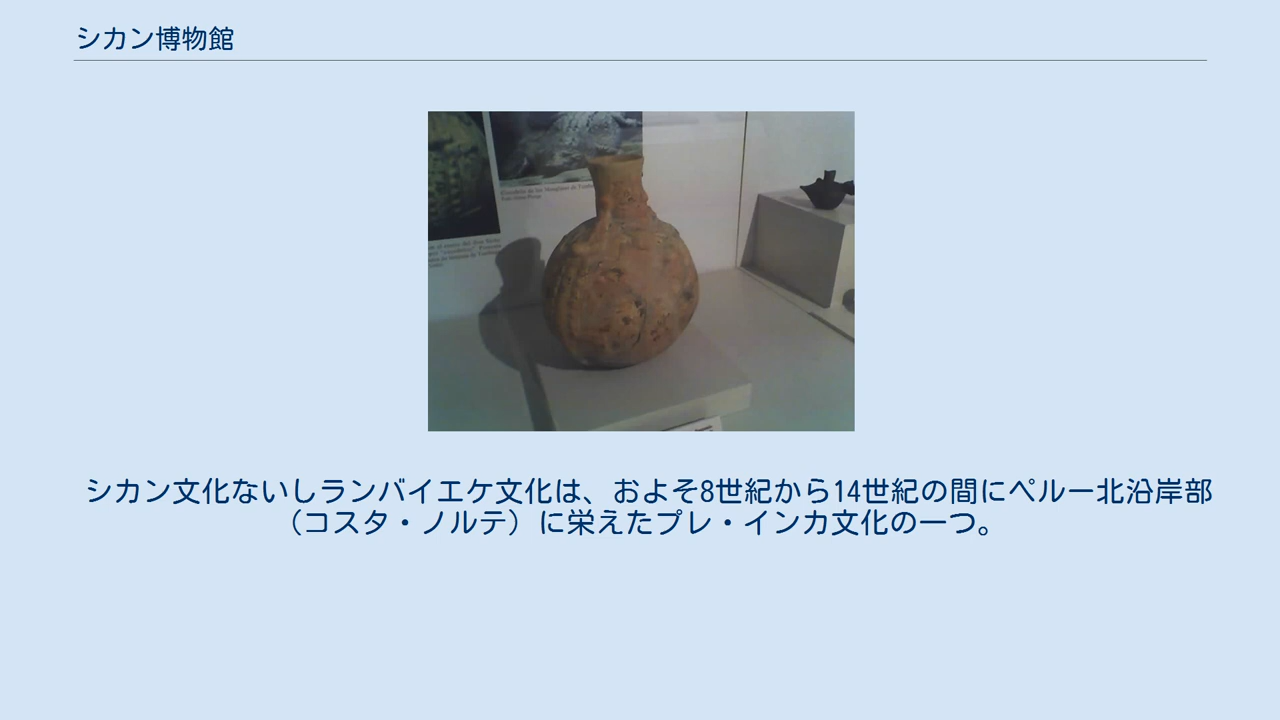 シカン博物館
シカン文化ないしランバイエケ文化は、およそ8世紀から14世紀の間にペルー北沿岸部
（コスタ・ノルテ）に栄えたプレ・インカ文化の一つ。